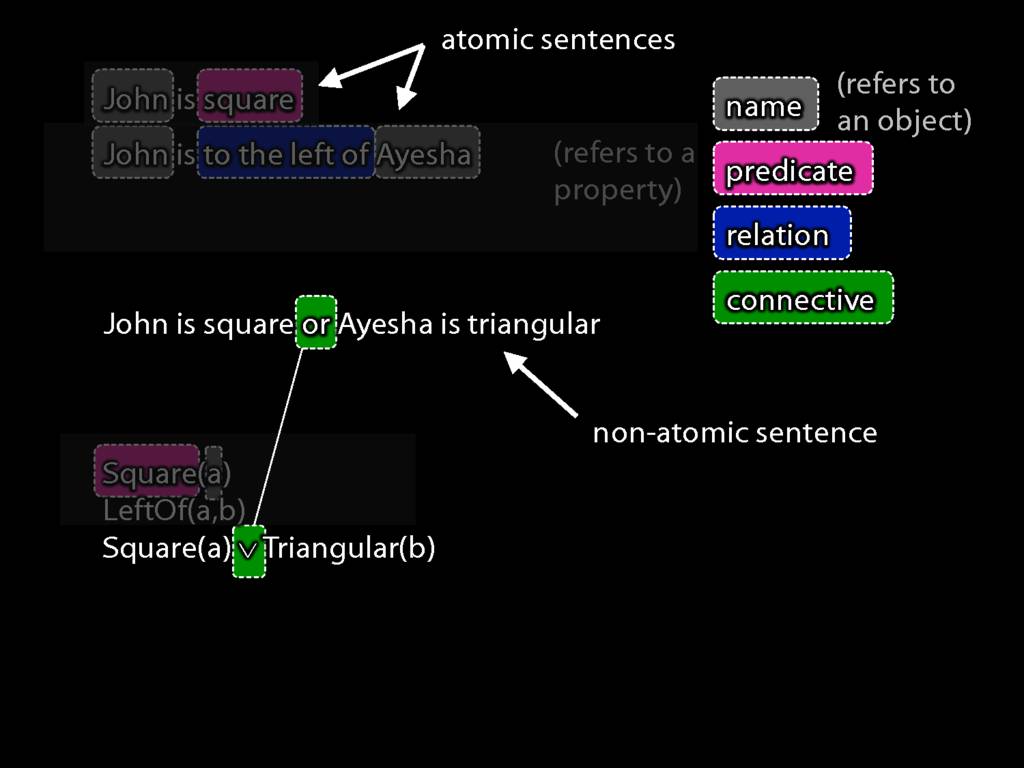 atomic sentences
John is square
John is to the left of Ayesha
(refers to a
property)
name
(refers to
an object)
predicate
relation
connective
John is square or Ayesha is triangular
non-atomic sentence
Square(a)
LeftOf(a,b)
Square(a) ∨ Triangular(b)